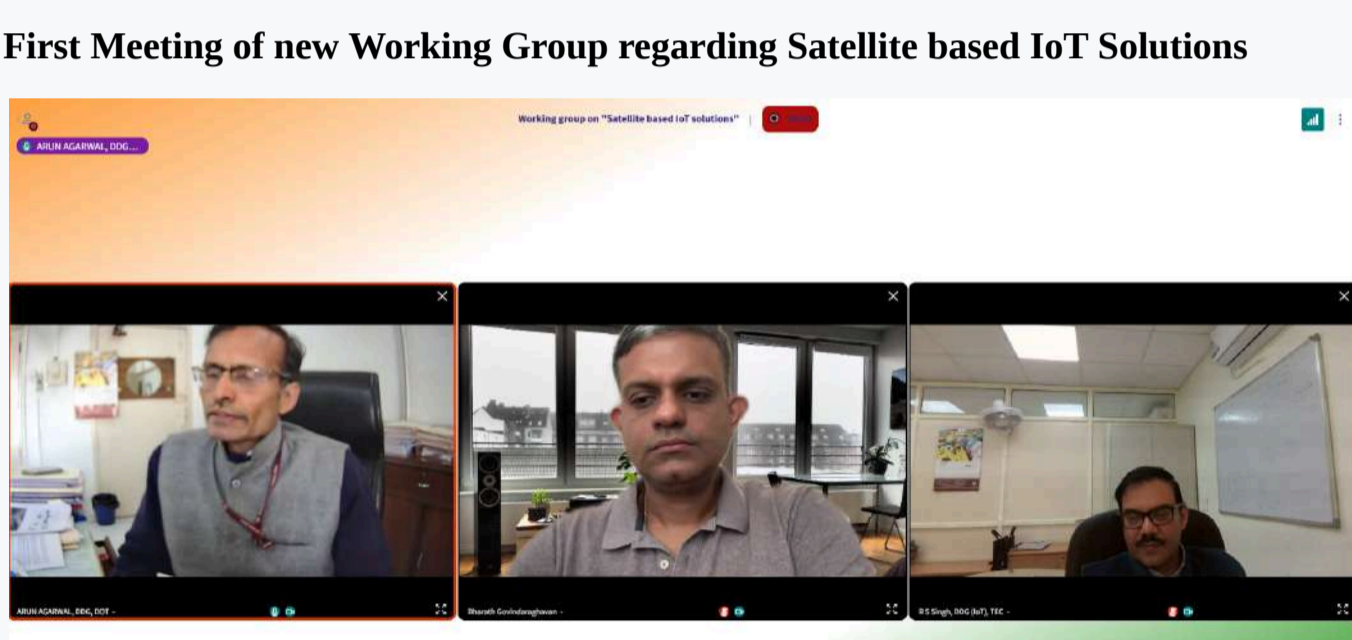 First Meeting of new Working Group regarding Satellite based IoT Solutions
Working group on "Satellite based IoT solutions"
ARUN AGARWAL, DDG...
ARUN AGARWAL, DDG, DOT
Bharath Govindaraghavan
R S Singh, DDG (IoT), TEC